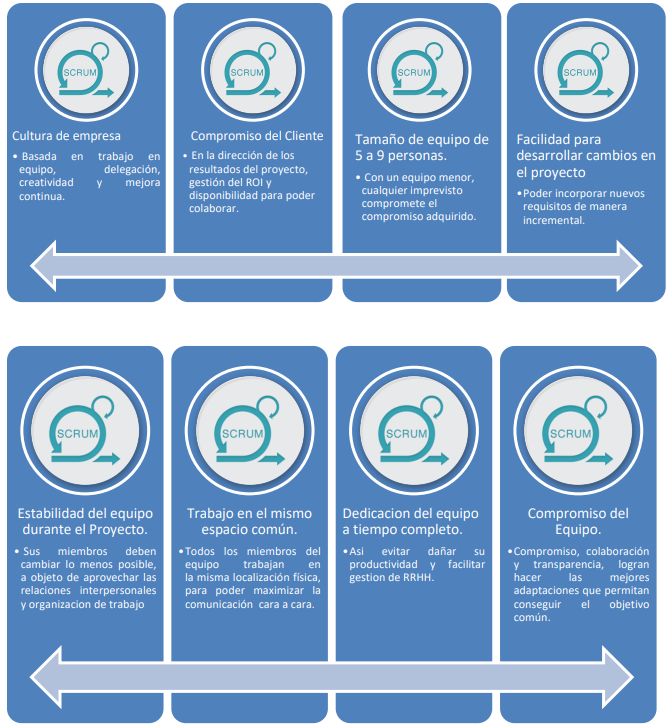 SCRUM
Cultura de empresa
• Basada en trabajo en
equipo, delegación,
creatividad y mejora
continua.
SCRUM
Compromiso del Cliente
• En la dirección de los
resultados del proyecto,
gestión del ROI y
disponibilidad para poder
colaborar.
SCRUM
Tamaño de equipo de
5 a 9 personas.
• Con un equipo menor,
cualquier imprevisto
compromete el
compromiso adquirido.
SCRUM
Facilidad para
desarrollar cambios en
el proyecto
•Poder incorporar nuevos
requisitos de manera
incremental.
SCRUM
Estabilidad del equipo
durante el Proyecto.
• Sus miembros deben
cambiar lo menos posible,
a objeto de aprovechar las
relaciones interpersonales
y organizacion de trabajo
SCRUM
Trabajo en el mismo
espacio común.
•Todos los miembros del
equipo trabajan en
la misma localización física,
para poder maximizar la
comunicación cara a cara.
SCRUM
Dedicacion del equipo
a tiempo completo.
•Asi evitar dañar su
productividad y facilitar
gestion de RRHH.
SCRUM
Compromiso del
Equipo.
•Compromiso, colaboración
y transparencia, logran
hacer las mejores
adaptaciones que permitan
conseguir el objetivo
común.